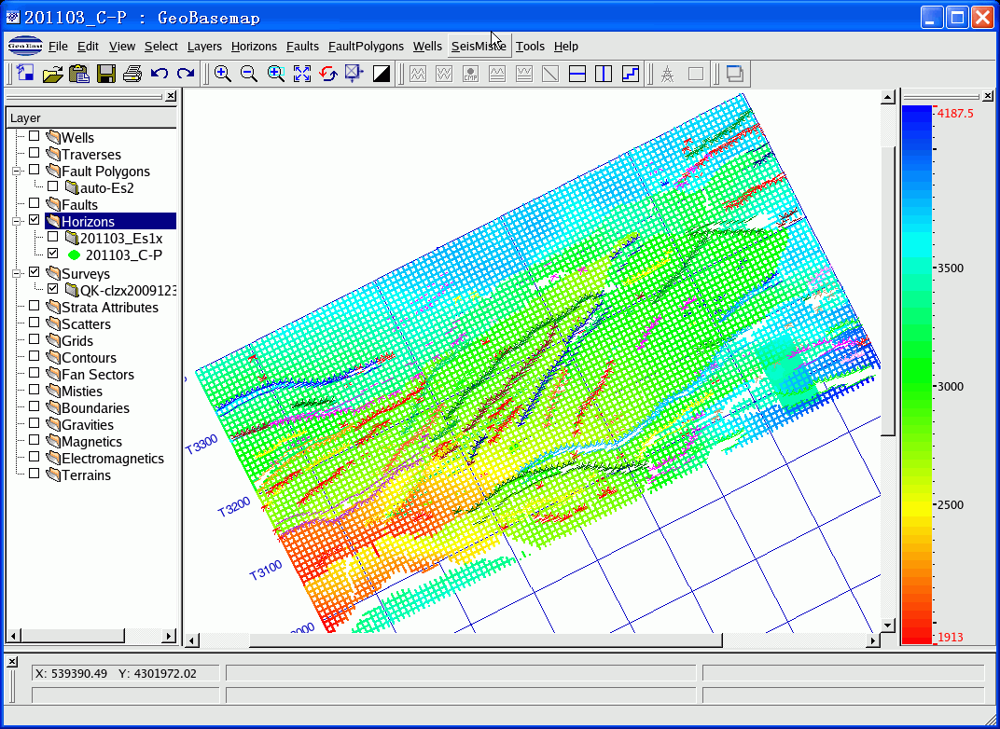 201103_C-P : GeoBasemap
GeoEast File Edit View Select Layers Horizons Faults FaultPolygons Wells SeisMistie Tools Help
CMP
Layer
Wells
Traverses
Fault Polygons
auto-Es2
Faults
Horizons
201103_Es1x
201103_C-P
Surveys
QK-clzx2009123
Strata Attributes
Scatters
Grids
Contours
Fan Sectors
Misties
Boundaries
Gravities
Magnetics
Electromagnetics
Terrains
T3300
T3200
T3100
4187.5
3500
3000
2500
1913
X: 539390.49 Y: 4301972.02